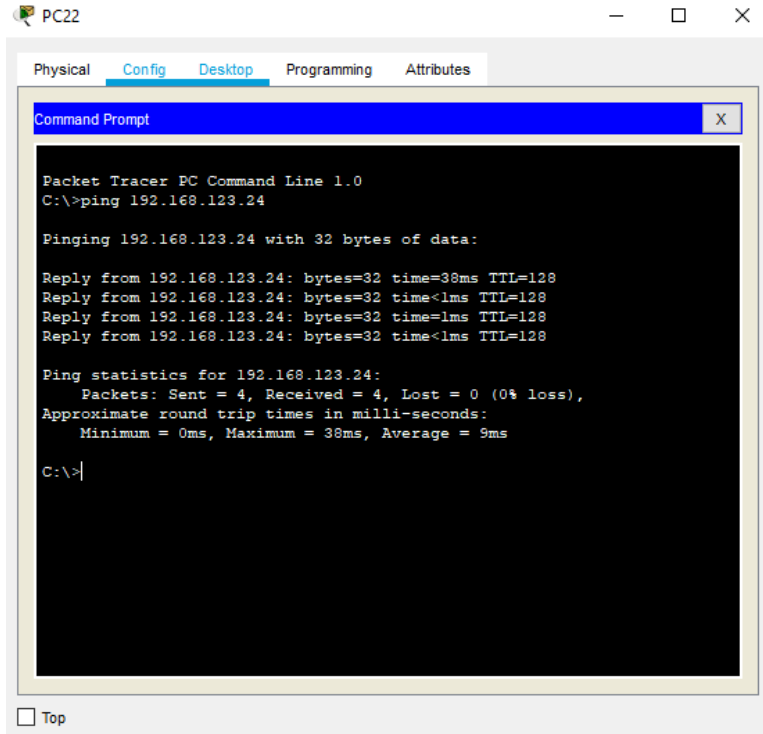 PC22
Physical Config Desktop Programming Attributes
Command Prompt
X
Packet Tracer PC Command Line 1.0
C:\>ping 192.168.123.24
Pinging 192.168.123.24 with 32 bytes of data:
Reply from 192.168.123.24: bytes=32 time=38ms TTL=128
Reply from 192.168.123.24: bytes=32 time<1ms TTL=128
Reply from 192.168.123.24: bytes=32 time=1ms TTL=128
Reply from 192.168.123.24: bytes=32 time<1ms TTL=128
Ping statistics for 192.168.123.24:
    Packets: Sent = 4, Received = 4, Lost = 0 (0% loss),
Approximate round trip times in milli-seconds:
    Minimum = 0ms, Maximum = 38ms, Average = 9ms
C:\>
Top